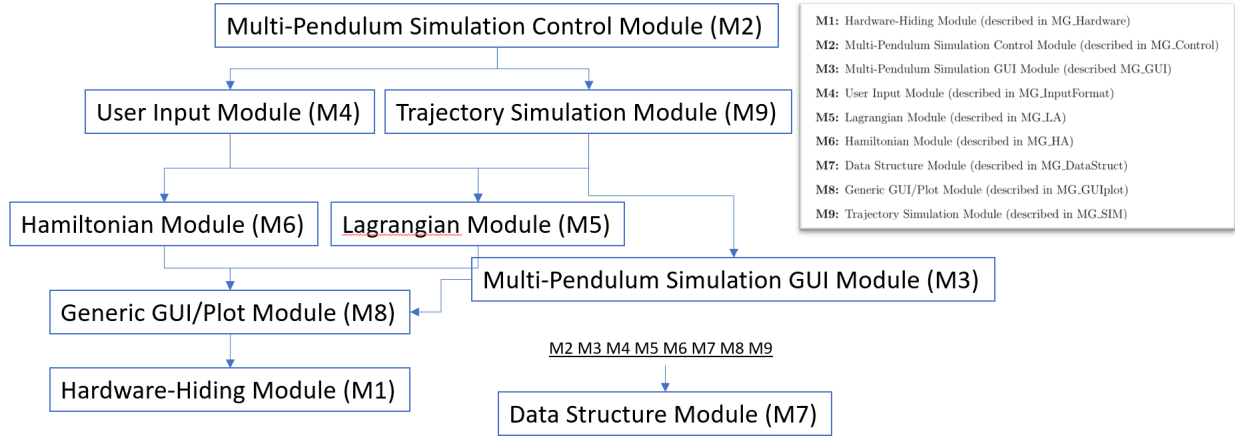 Multi-Pendulum Simulation Control Module (M2)
User Input Module (M4)
Trajectory Simulation Module (M9)
Hamiltonian Module (M6)
Lagrangian Module (M5)
Multi-Pendulum Simulation GUI Module (M3)
Generic GUI/Plot Module (M8)
M2 M3 M4 M5 M6 M7 M8 M9
Hardware-Hiding Module (M1)
Data Structure Module (M7)
M1: Hardware-Hiding Module (described in MG_Hardware)
M2: Multi-Pendulum Simulation Control Module (described in MG_Control)
M3: Multi-Pendulum Simulation GUI Module (described MG_GUI)
M4: User Input Module (described in MG_InputFormat)
M5: Lagrangian Module (described in MG_LA)
M6: Hamiltonian Module (described in MG_HA)
M7: Data Structure Module (described in MG_DataStruct)
M8: Generic GUI/Plot Module (described in MG_GUIplot)
M9: Trajectory Simulation Module (described in MG_SIM)